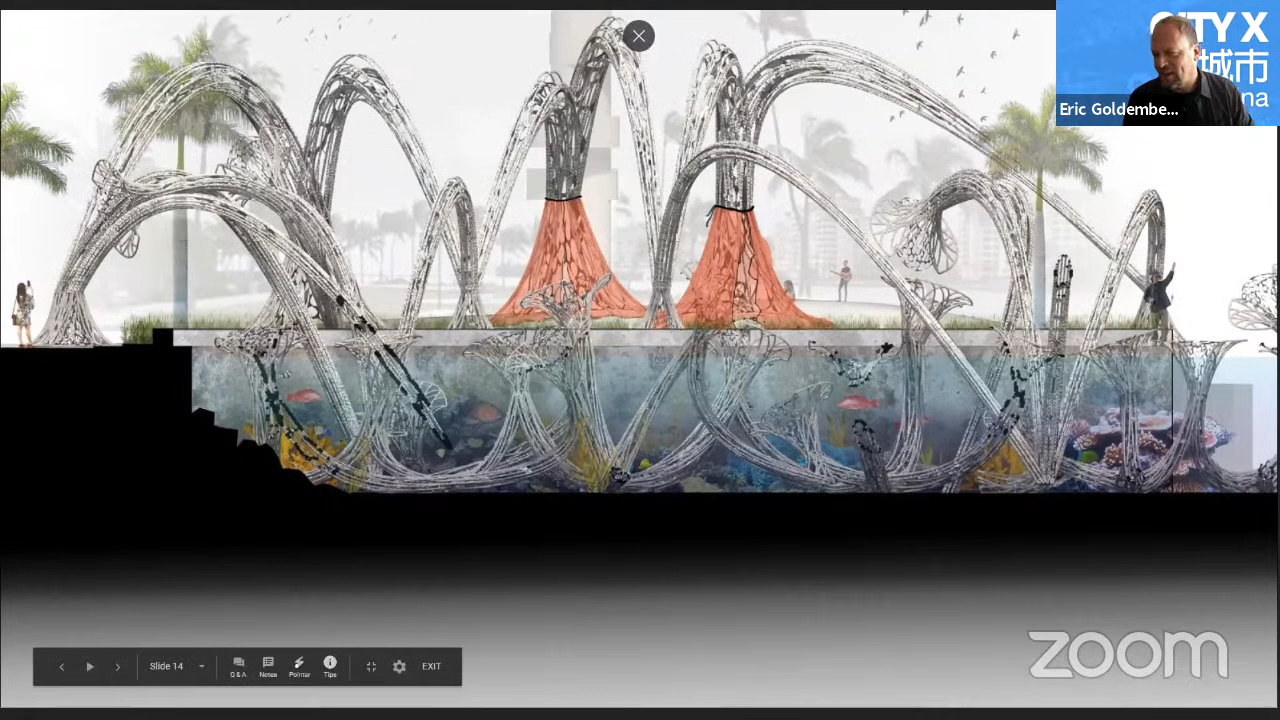 CITY X
城市
na
Eric Goldembe...
Slide 14
Q & A
Notes
Pointer
Tips
EXIT
zoom